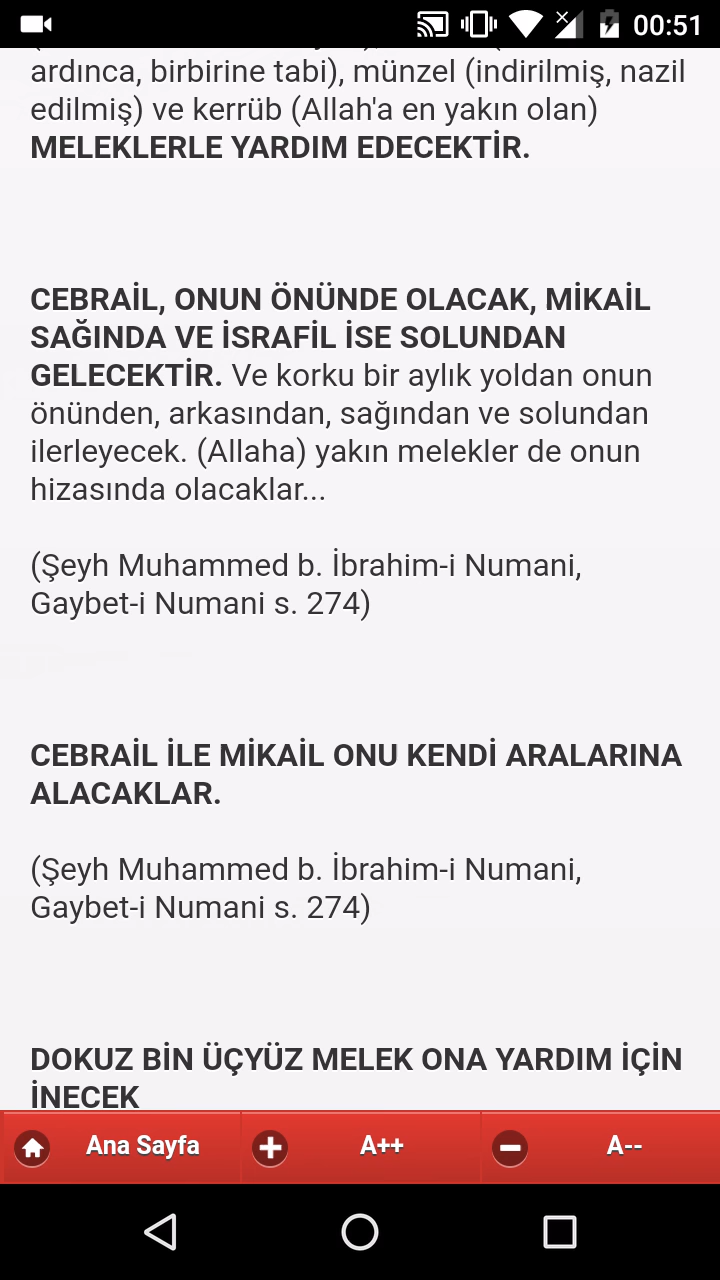 00:51
ardınca, birbirine tabi), münzel (indirilmiş, nazil
edilmiş) ve kerrüb (Allah'a en yakın olan)
MELEKLERLE YARDIM EDECEKTİR.
CEBRAİL, ONUN ÖNÜNDE OLACAK, MİKAİL
SAĞINDA VE İSRAFİL İSE SOLUNDAN
GELECEKTİR. Ve korku bir aylık yoldan onun
önünden, arkasından, sağından ve solundan
ilerleyecek. (Allaha) yakın melekler de onun
hizasında olacaklar...
(Şeyh Muhammed b. İbrahim-i Numani,
Gaybet-i Numani s. 274)
CEBRAİL İLE MİKAİL ONU KENDİ ARALARINA
ALACAKLAR.
(Şeyh Muhammed b. İbrahim-i Numani,
Gaybet-i Numani s. 274)
DOKUZ BİN ÜÇYÜZ MELEK ONA YARDIM İÇİN
İNECEK
Ana Sayfa A++ A--